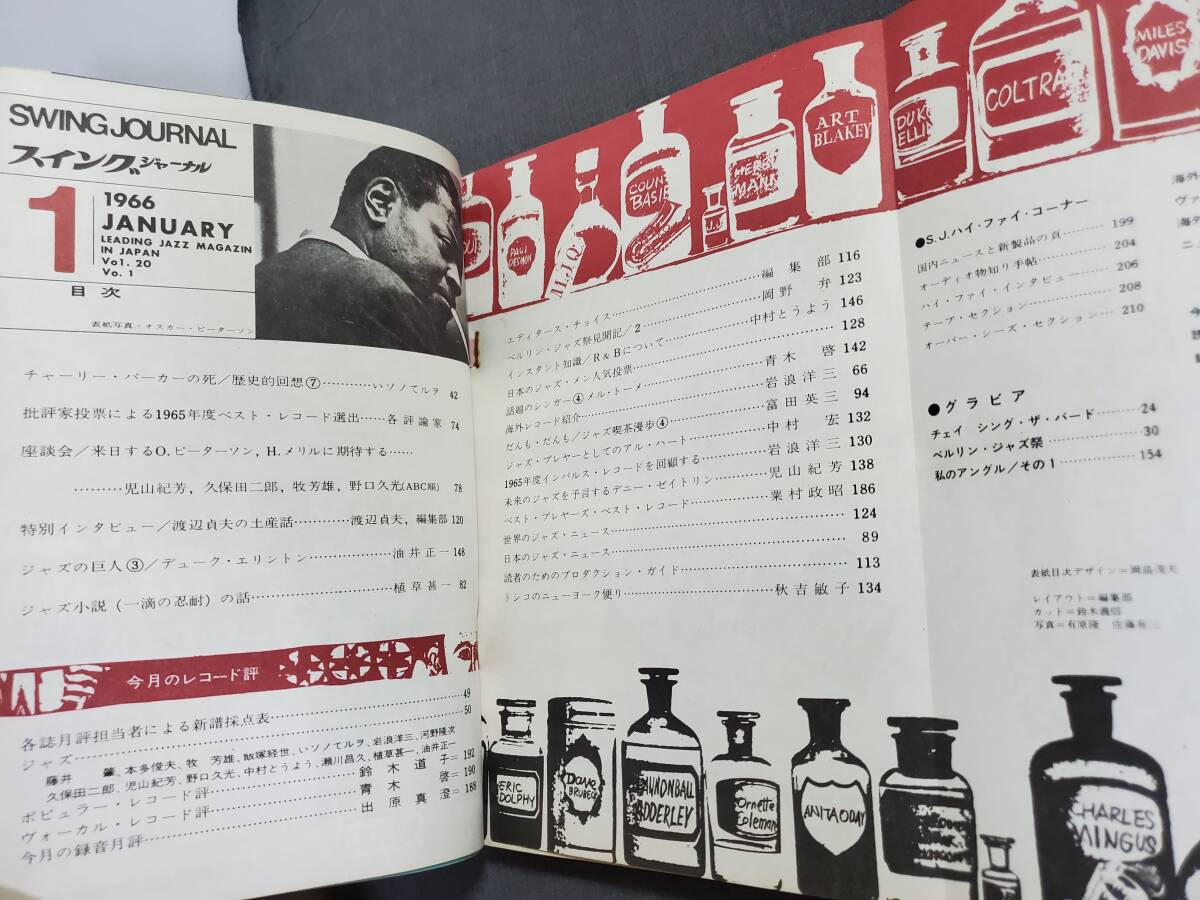 SWING JOURNAL
スイングジャーナル
1
1966
JANUARY
LEADING JAZZ MAGAZIN
IN JAPAN
Vol. 20
Vo. 1
目次
表紙写真・オスカー・ピーターソン
チャーリー・パーカーの死/歴史的回想⑦…………いソノてルヲ 42
批評家投票による1965年度ベスト・レコード選出……各評論家 74
座談会/来日するO.ピーターソン, H.メリルに期待する……
………児山紀芳, 久保田二郎, 牧芳雄, 野口久光(ABC順) 78
特別インタビュー/渡辺貞夫の土産話…………渡辺貞夫, 編集部 120
ジャズの巨人③/デューク・エリントン………………油井正一 148
ジャズ小説(一滴の忍耐)の話…………………植草甚一 82
今月のレコード評
各誌月評担当者による新譜採点表…………………49
ジャズ…………………50
藤井 肇、本多俊夫、牧 芳雄、飯塚経世、いソノてルヲ、岩浪洋三、河野隆次
久保田二郎、児山紀芳、野口久光、中村とうよう、瀬川昌久、植草甚一、油井正一
ポピュラー・レコード評…………鈴木道子=192
ヴォーカル・レコード評…………青木 啓=190
今月の録音月評…………出原真澄=188
PAUL DESMON
M.J.Q.
COUNT BASIE
J.J.
HERBIE MANN
ART BLAKEY
DUKE ELLIN
COLTRA
MILES DAVIS
エディタース・チョイス…………編集部 116
ベルリン・ジャズ祭見聞記/2…………岡野 弁 123
インスタント知識/R&Bについて…………中村とうよう 146
日本のジャズ・メン人気投票…………128
話題のシンガー④メル・トーメ…………青木 啓 142
海外レコード紹介…………岩浪洋三 66
だんも・だんも/ジャズ喫茶漫歩④…………富田英三 94
ジャズ・プレヤーとしてのアル・ハート…………中村 宏 132
1965年度インパルス・レコードを回顧する…………岩浪洋三 130
未来のジャズを予言するデニー・ゼイトリン…………児山紀芳 138
ベスト・プレヤーズ・ベスト・レコード…………粟村政昭 186
世界のジャズ・ニュース…………124
日本のジャズ・ニュース…………89
読者のためのプロダクション・ガイド…………113
トシコのニューヨーク便り…………秋吉敏子 134
●S.J.ハイ・ファイ・コーナー
国内ニュースと新製品の頁……199
オーディオ物知り手帖……204
ハイ・ファイ・インタビュー……206
テープ・セクション……208
オーバー・シーズ・セクション……210
●グラビア
チェイ シング・ザ・バード……24
ベルリン・ジャズ祭……30
私のアングル/その1……154
表紙目次デザイン=岡島茂夫
レイアウト=編集部
カット=鈴木義信
写真=有原隆 佐藤有三
海外
ヴァ
海タ
ニ
ERIC DOLPHY
DAVE BRUBECK
CANNONBALL ADDERLEY
Ornette Coleman
ANITA O'DAY
CHARLES MINGUS